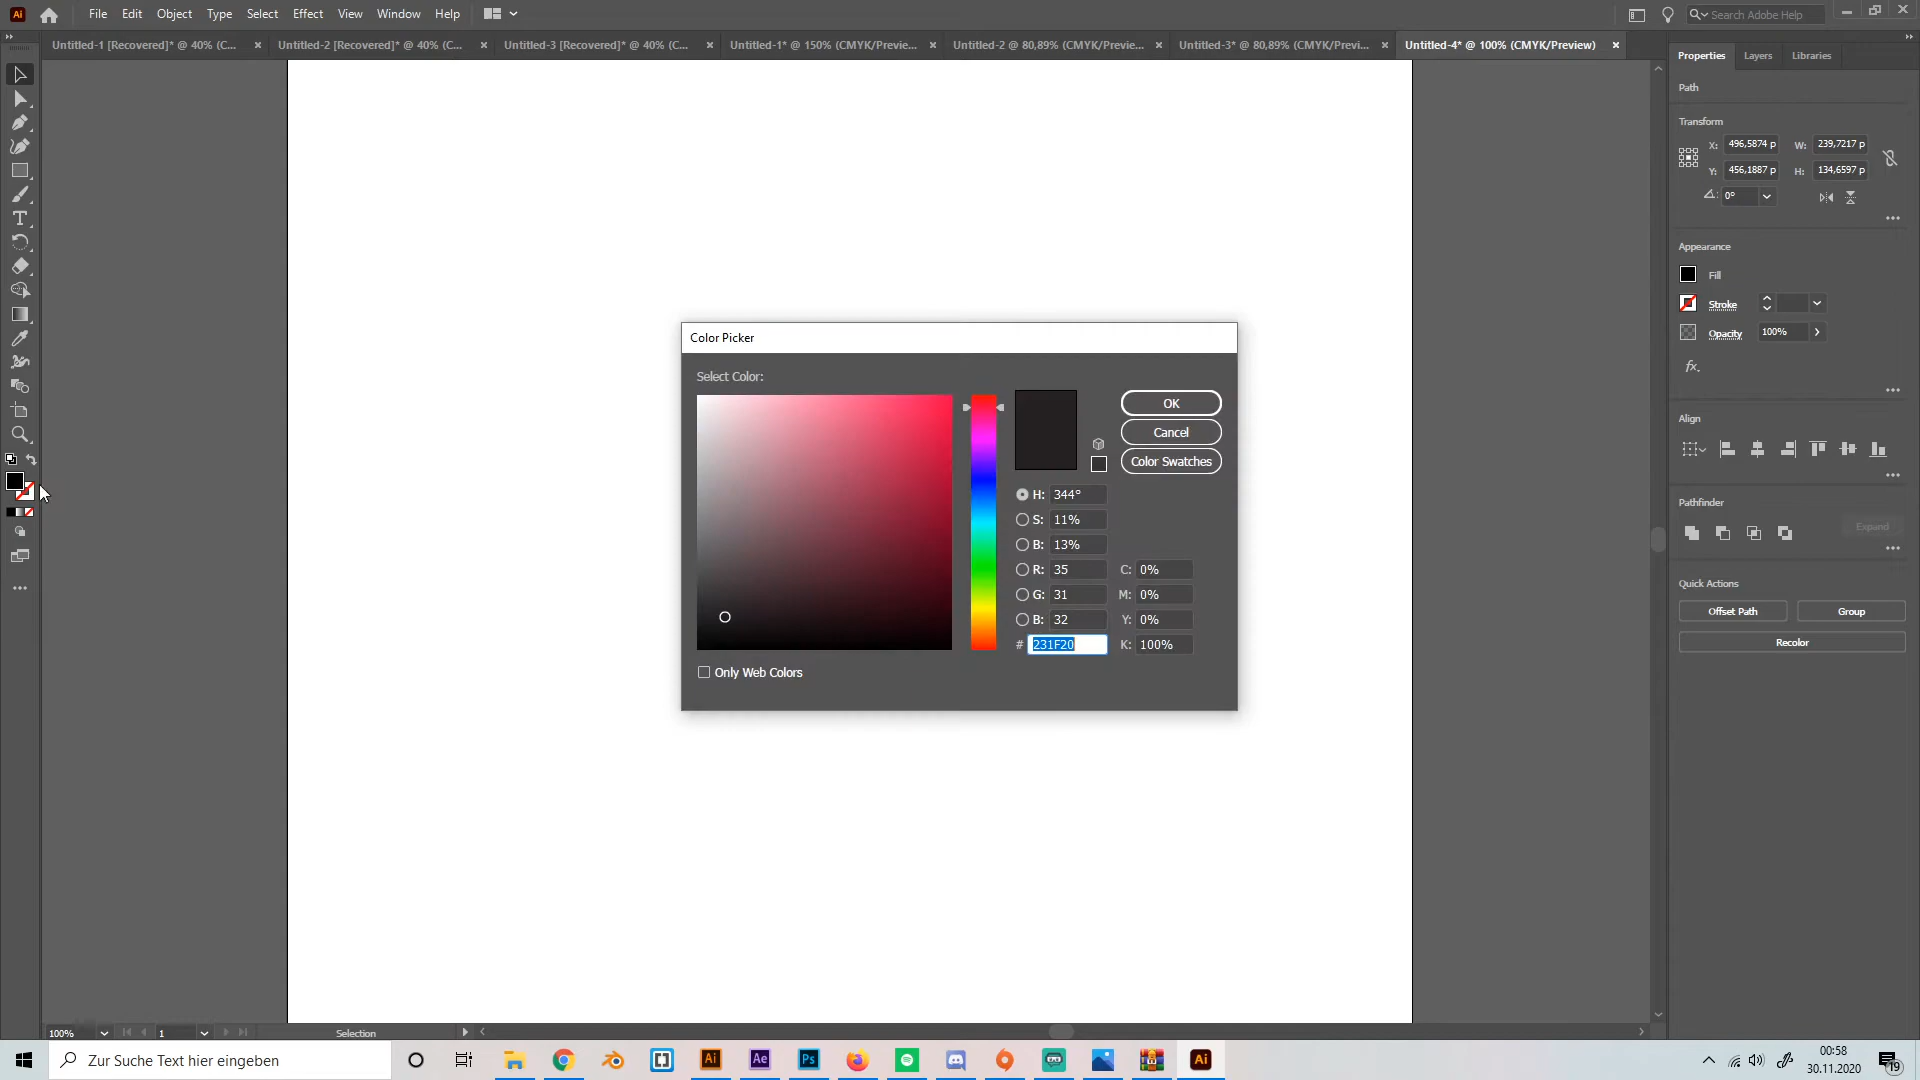 Ai File Edit Object Type Select Effect View Window Help Search Adobe Help
Untitled-1 [Recovered]* @ 40% (C... × Untitled-2 [Recovered]* @ 40% (C... × Untitled-3 [Recovered]* @ 40% (C... × Untitled-1* @ 150% (CMYK/Previe... × Untitled-2 @ 80,89% (CMYK/Previe... × Untitled-3* @ 80,89% (CMYK/Previ... × Untitled-4* @ 100% (CMYK/Preview) ×
Properties Layers Libraries
Path
Transform
X: 496,5874 p W: 239,7217 p
Y: 456,1887 p H: 134,6597 p
0°
Appearance
Fill
Stroke
Opacity 100%
fx.
Align
Pathfinder
Expand
Quick Actions
Offset Path Group
Recolor
Color Picker
Select Color:
OK
Cancel
Color Swatches
H: 344°
S: 11%
B: 13%
R: 35 C: 0%
G: 31 M: 0%
B: 32 Y: 0%
# 231F20 K: 100%
Only Web Colors
100% 1 Selection
Zur Suche Text hier eingeben
Ai Ae Ps Ai
00:58
30.11.2020
19